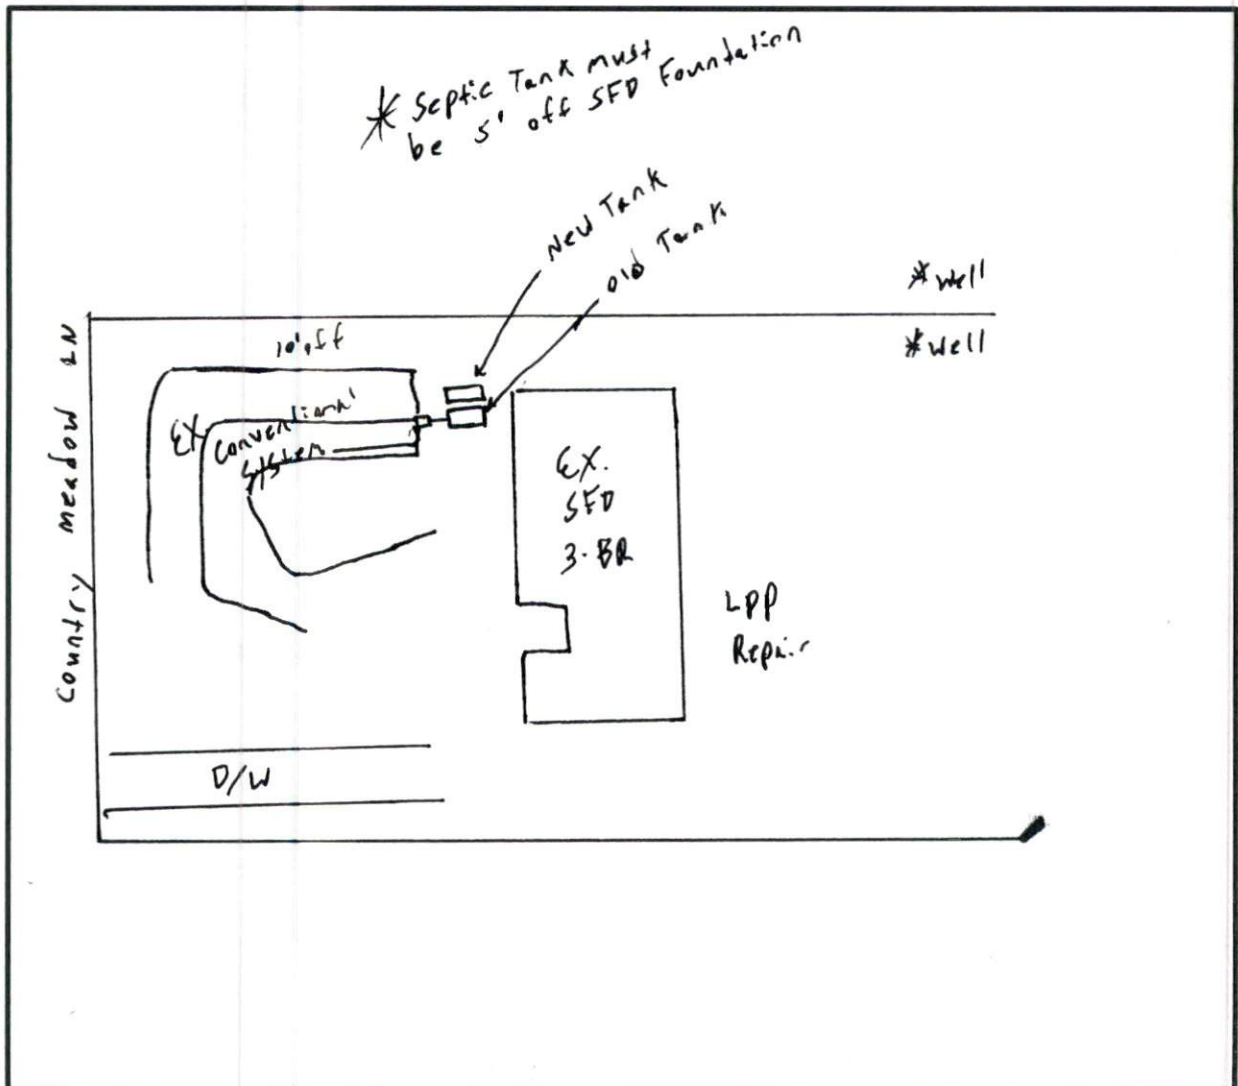 * Septic Tank must
be 5' off SFD Foundation
New Tank
old Tank
* well
* well
10' off
Country Meadow LN
EX Conventional
System
EX.
SFD
3-BR
LPP
Repair
D/W